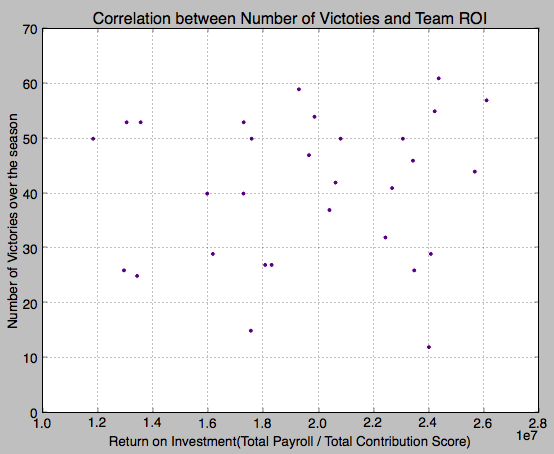 Correlation between Number of Victoties and Team ROI
70
60
50
40
30
20
10
0
Number of Victories over the season
1.0 1.2 1.4 1.6 1.8 2.0 2.2 2.4 2.6 2.8
1e7
Return on Investment(Total Payroll / Total Contribution Score)